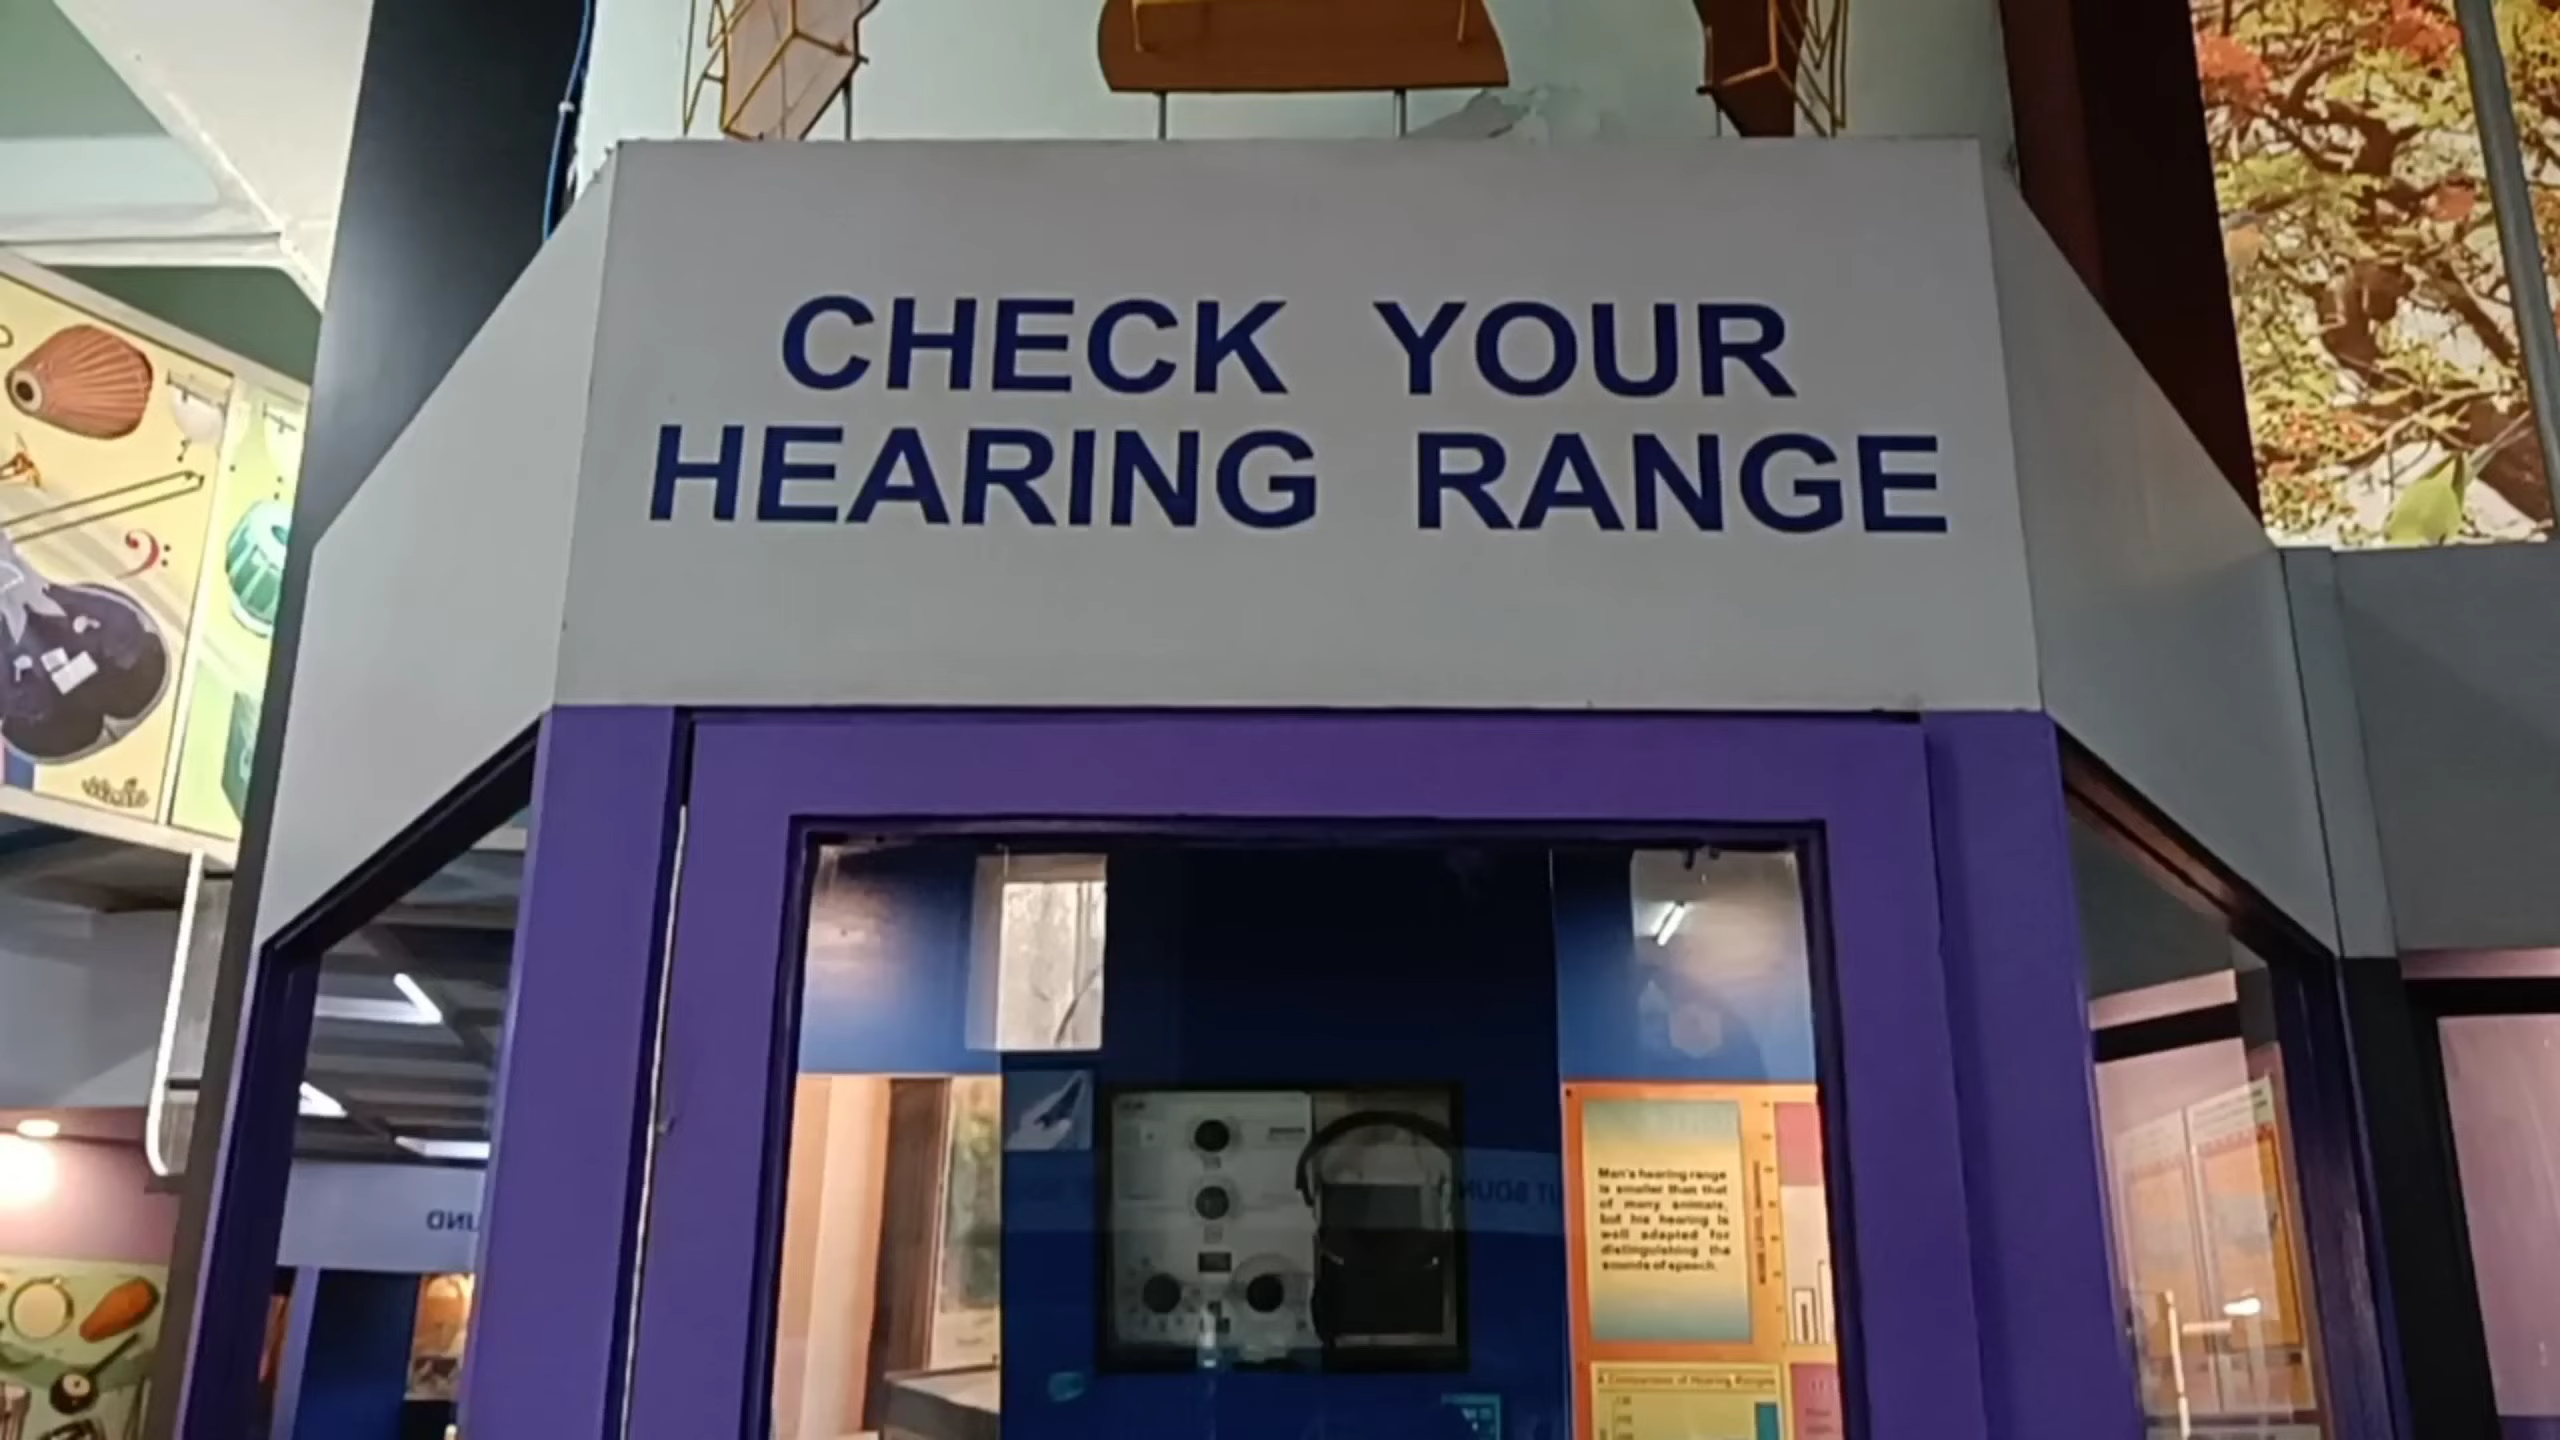 CHECK YOUR
HEARING RANGE
Man's hearing range
is smaller than that
of many animals,
but his hearing is
well adapted for
distinguishing the
sounds of speech.
A Comparison of Hearing Ranges